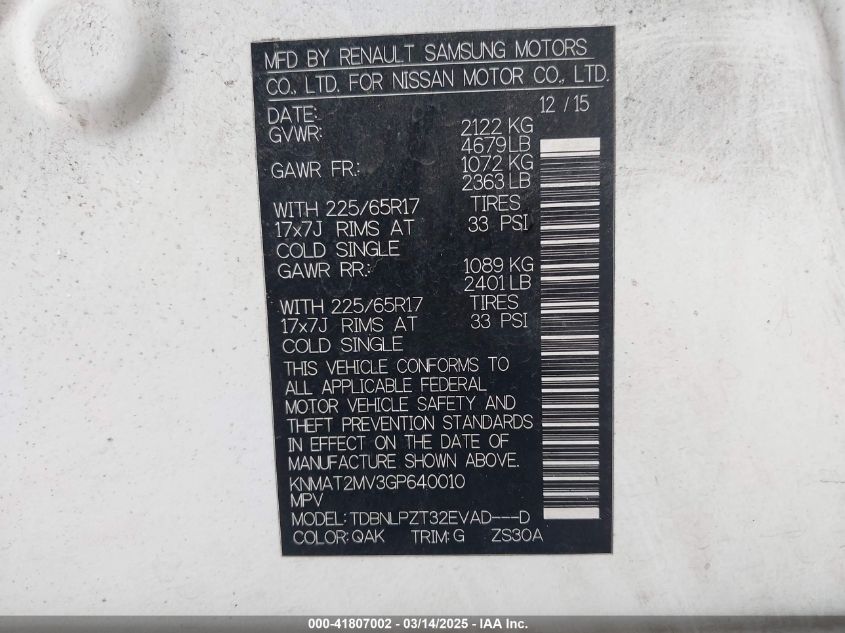 MFD BY RENAULT SAMSUNG MOTORS
CO., LTD. FOR NISSAN MOTOR CO., LTD.
DATE: 12 / 15
GVWR: 2122 KG
4679 LB
GAWR FR.: 1072 KG
2363 LB
WITH 225/65R17 TIRES
17x7J RIMS AT 33 PSI
COLD SINGLE
GAWR RR.: 1089 KG
2401 LB
WITH 225/65R17 TIRES
17x7J RIMS AT 33 PSI
COLD SINGLE
THIS VEHICLE CONFORMS TO
ALL APPLICABLE FEDERAL
MOTOR VEHICLE SAFETY AND
THEFT PREVENTION STANDARDS
IN EFFECT ON THE DATE OF
MANUFACTURE SHOWN ABOVE.
KNMAT2MV3GP640010
MPV
MODEL: TDBNLPZT32EVAD---D
COLOR: QAK TRIM: G ZS30A
000-41807002 - 03/14/2025 - IAA Inc.